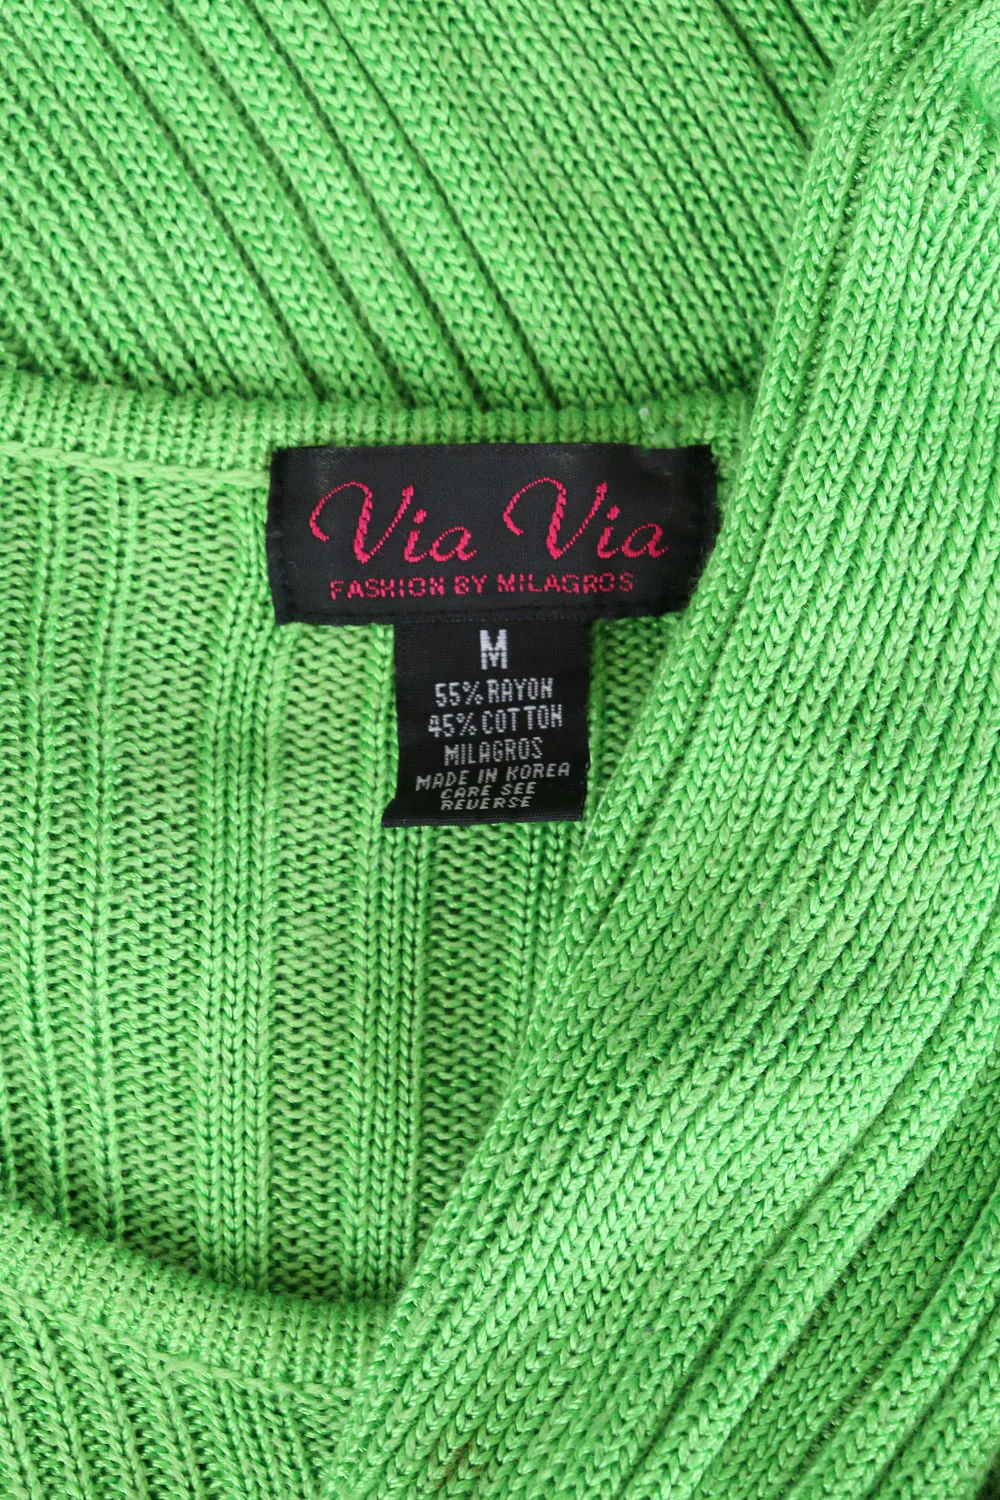 Via Via
FASHION BY MILAGROS
M
55% RAYON
45% COTTON
MILAGROS
MADE IN KOREA
CARE SEE
REVERSE